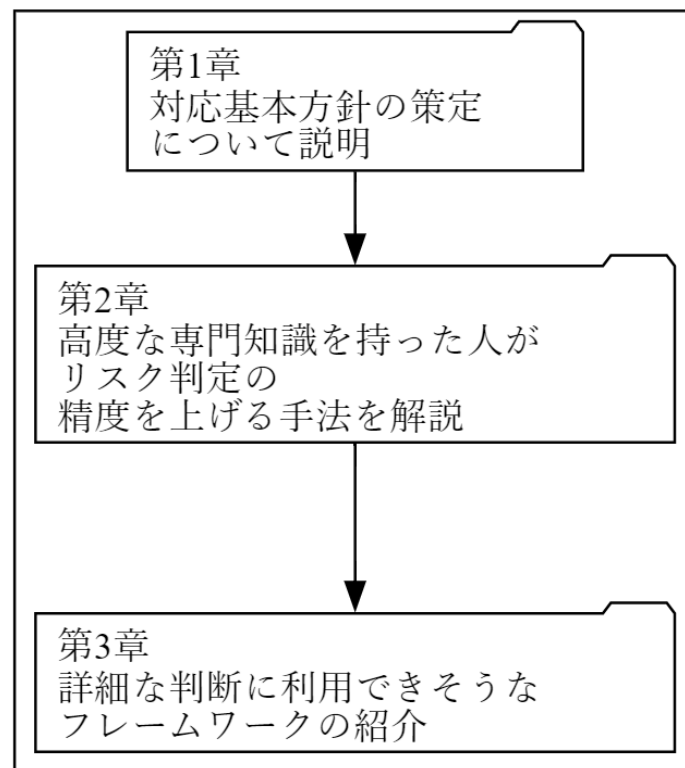 第1章
対応基本方針の策定
について説明
第2章
高度な専門知識を持った人が
リスク判定の
精度を上げる手法を解説
第3章
詳細な判断に利用できそうな
フレームワークの紹介